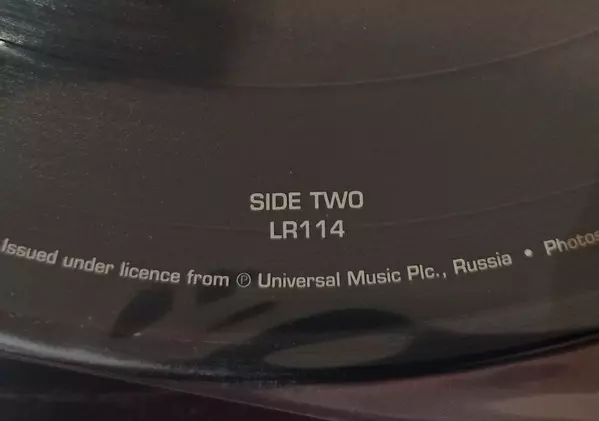 SIDE TWO
LR114
Issued under licence from ℗ Universal Music Plc., Russia • Photos